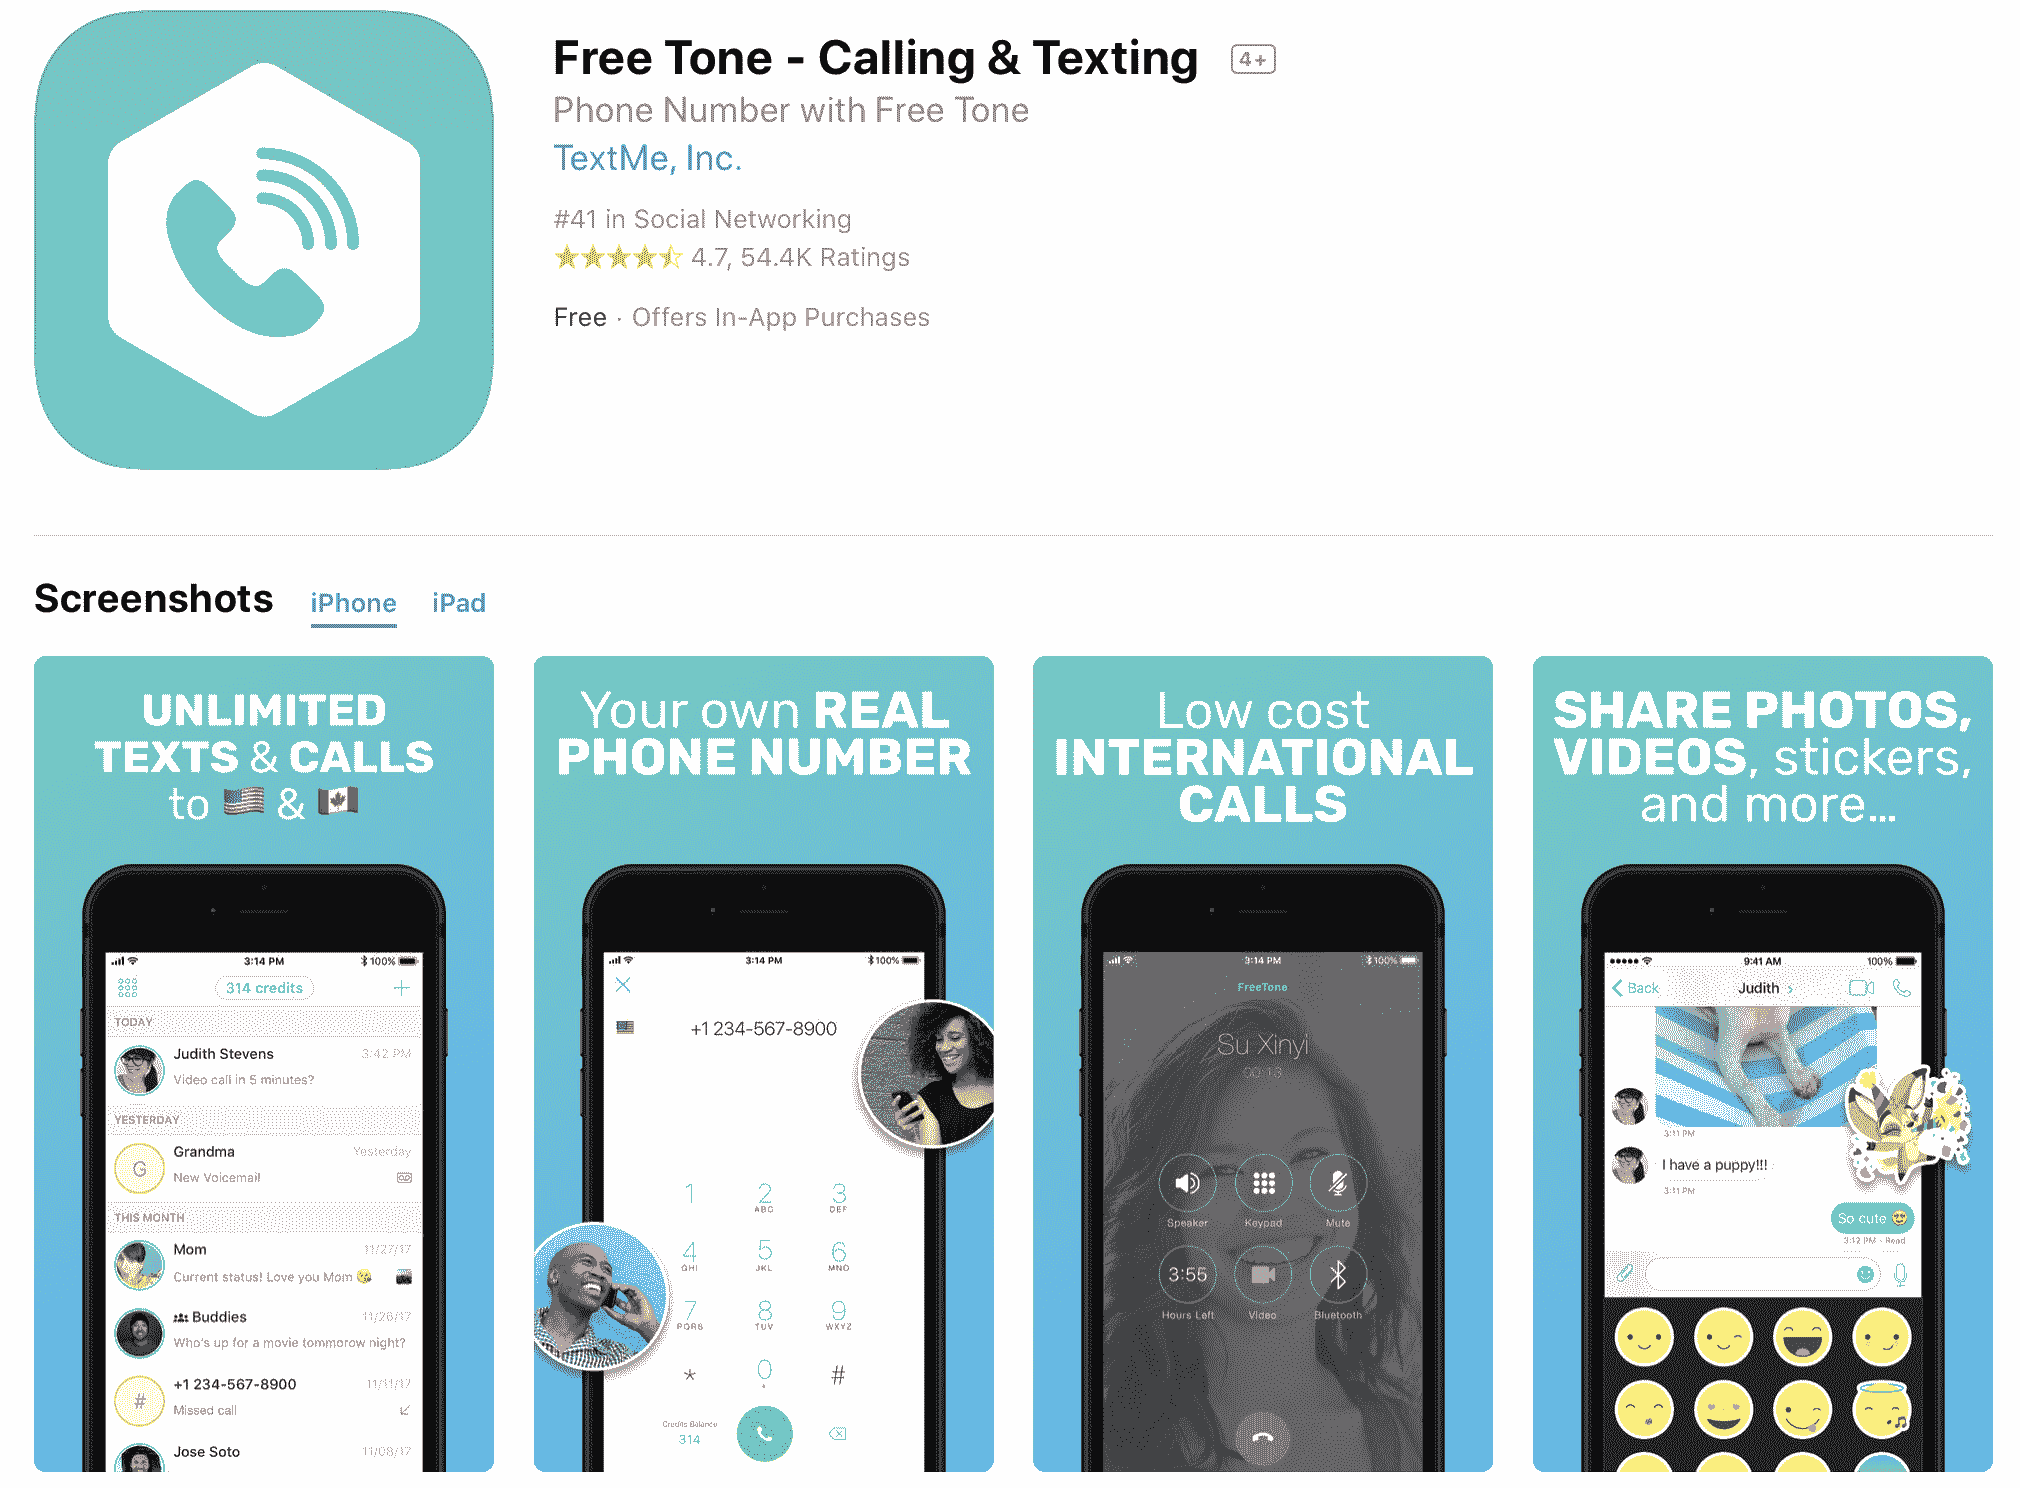 Free Tone - Calling & Texting 4+
Phone Number with Free Tone
TextMe, Inc.
#41 in Social Networking
4.7, 54.4K Ratings
Free · Offers In-App Purchases
Screenshots iPhone iPad
UNLIMITED
TEXTS & CALLS
to 🇺🇸 & 🇨🇦
3:14 PM 100%
314 credits
TODAY
Judith Stevens 3:42 PM
Video call in 5 minutes?
YESTERDAY
Grandma Yesterday
G
New Voicemail
THIS MONTH
Mom 11/27/17
Current status! Love you Mom 😘
Buddies 11/26/17
Who's up for a movie tommorow night?
+1 234-567-8900 11/11/17
#
Missed call
Jose Soto 11/08/17
Your own REAL
PHONE NUMBER
3:14 PM 100%
+1 234-567-8900
1 2 3
ABC DEF
4 5 6
GHI JKL MNO
7 8 9
PQRS TUV WXYZ
* 0 #
+
Credits Balance
314
Low cost
INTERNATIONAL
CALLS
3:14 PM 100%
FreeTone
Su Xinyi
00:13
Speaker Keypad Mute
3:55
Hours Left Video Bluetooth
SHARE PHOTOS,
VIDEOS, stickers,
and more...
9:41 AM 100%
Back Judith
3:11 PM
I have a puppy!!!
3:11 PM
So cute 😍
3:12 PM - Read